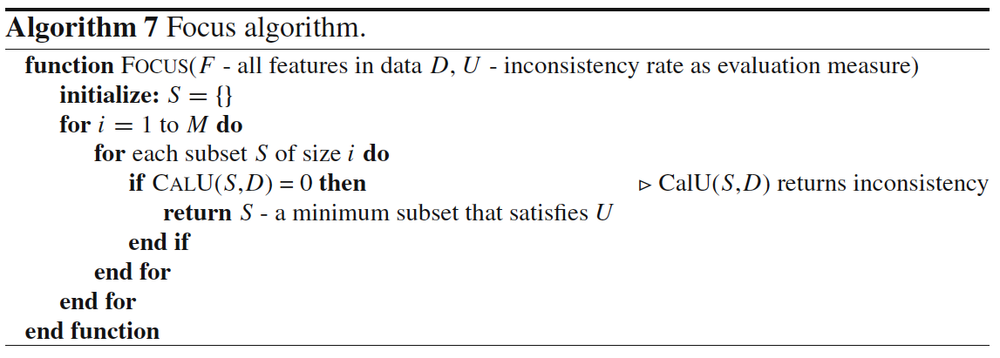 Algorithm 7 Focus algorithm.
function FOCUS(F - all features in data D, U - inconsistency rate as evaluation measure)
initialize: S = {}
for i = 1 to M do
for each subset S of size i do
if CALU(S,D) = 0 then ▷ CalU(S,D) returns inconsistency
return S - a minimum subset that satisfies U
end if
end for
end for
end function